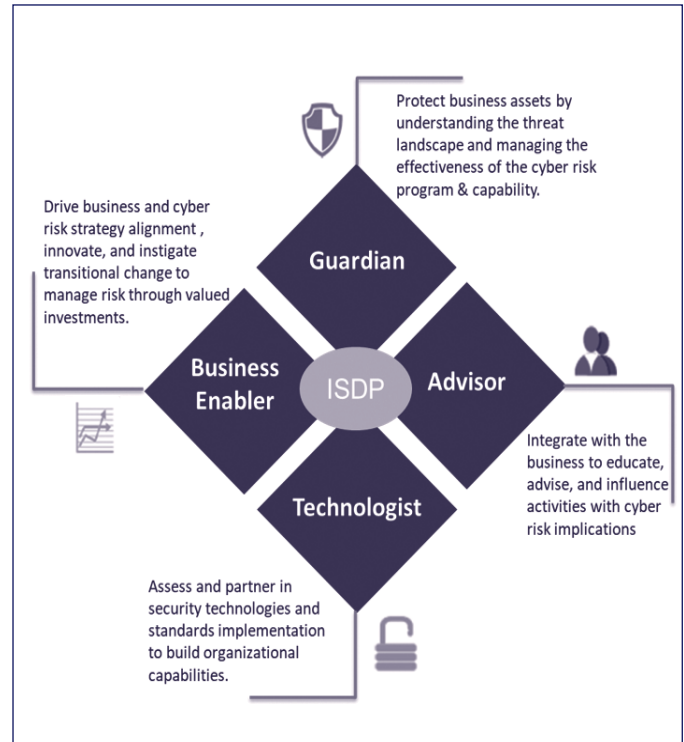 Protect business assets by
understanding the threat
landscape and managing the
effectiveness of the cyber risk
program & capability.
Drive business and cyber
risk strategy alignment ,
innovate, and instigate
transitional change to
manage risk through valued
investments.
Guardian
Business
Enabler
ISDP
Advisor
Technologist
Integrate with the
business to educate,
advise, and influence
activities with cyber
risk implications
Assess and partner in
security technologies and
standards implementation
to build organizational
capabilities.